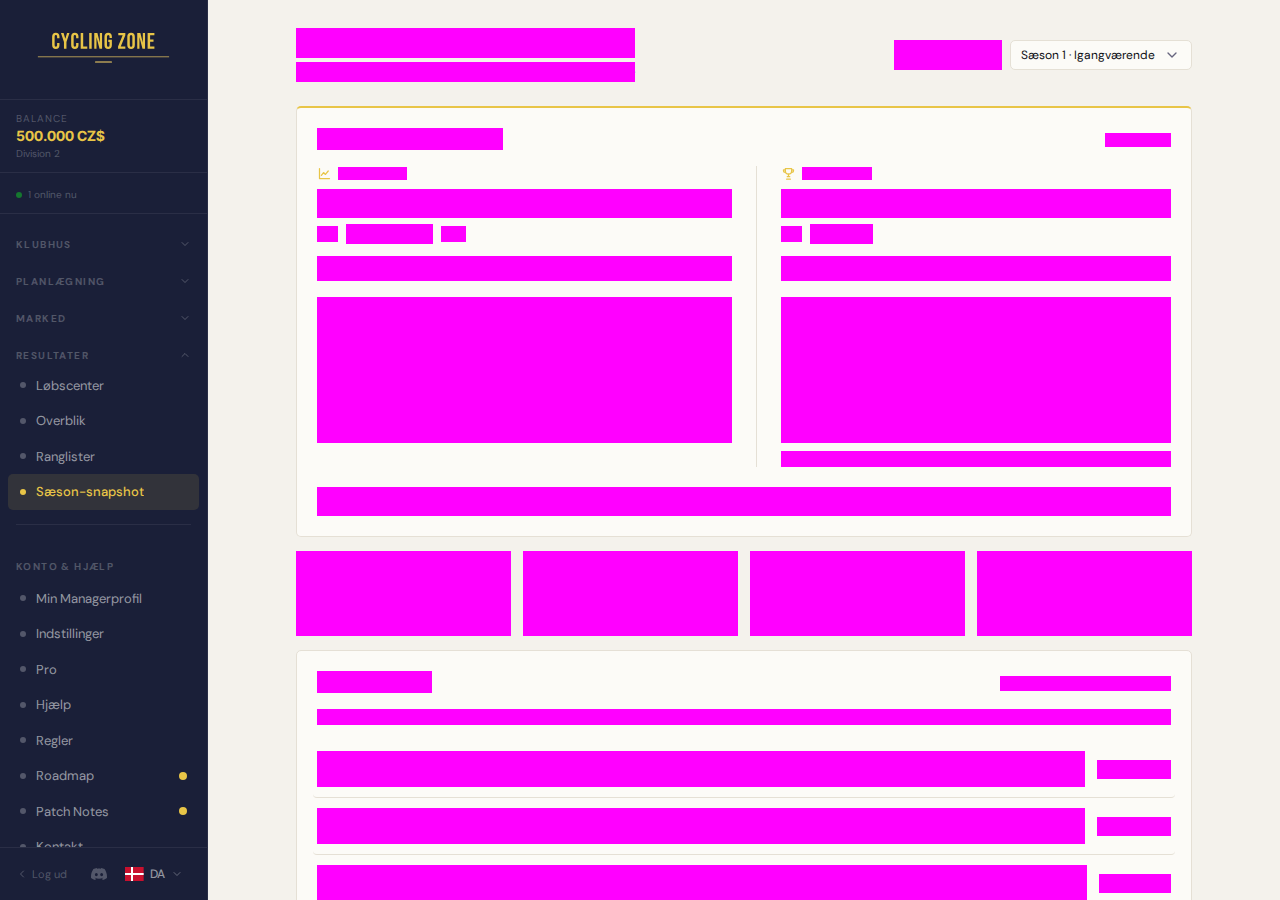 CYCLING ZONE
BALANCE
500.000 CZ$
Division 2
1 online nu
KLUBHUS
PLANLÆGNING
MARKED
RESULTATER
Løbscenter
Overblik
Ranglister
Sæson-snapshot
KONTO & HJÆLP
Min Managerprofil
Indstillinger
Pro
Hjælp
Regler
Roadmap
Patch Notes
Kontakt
Log ud
DA
Sæson 1 · Igangværende